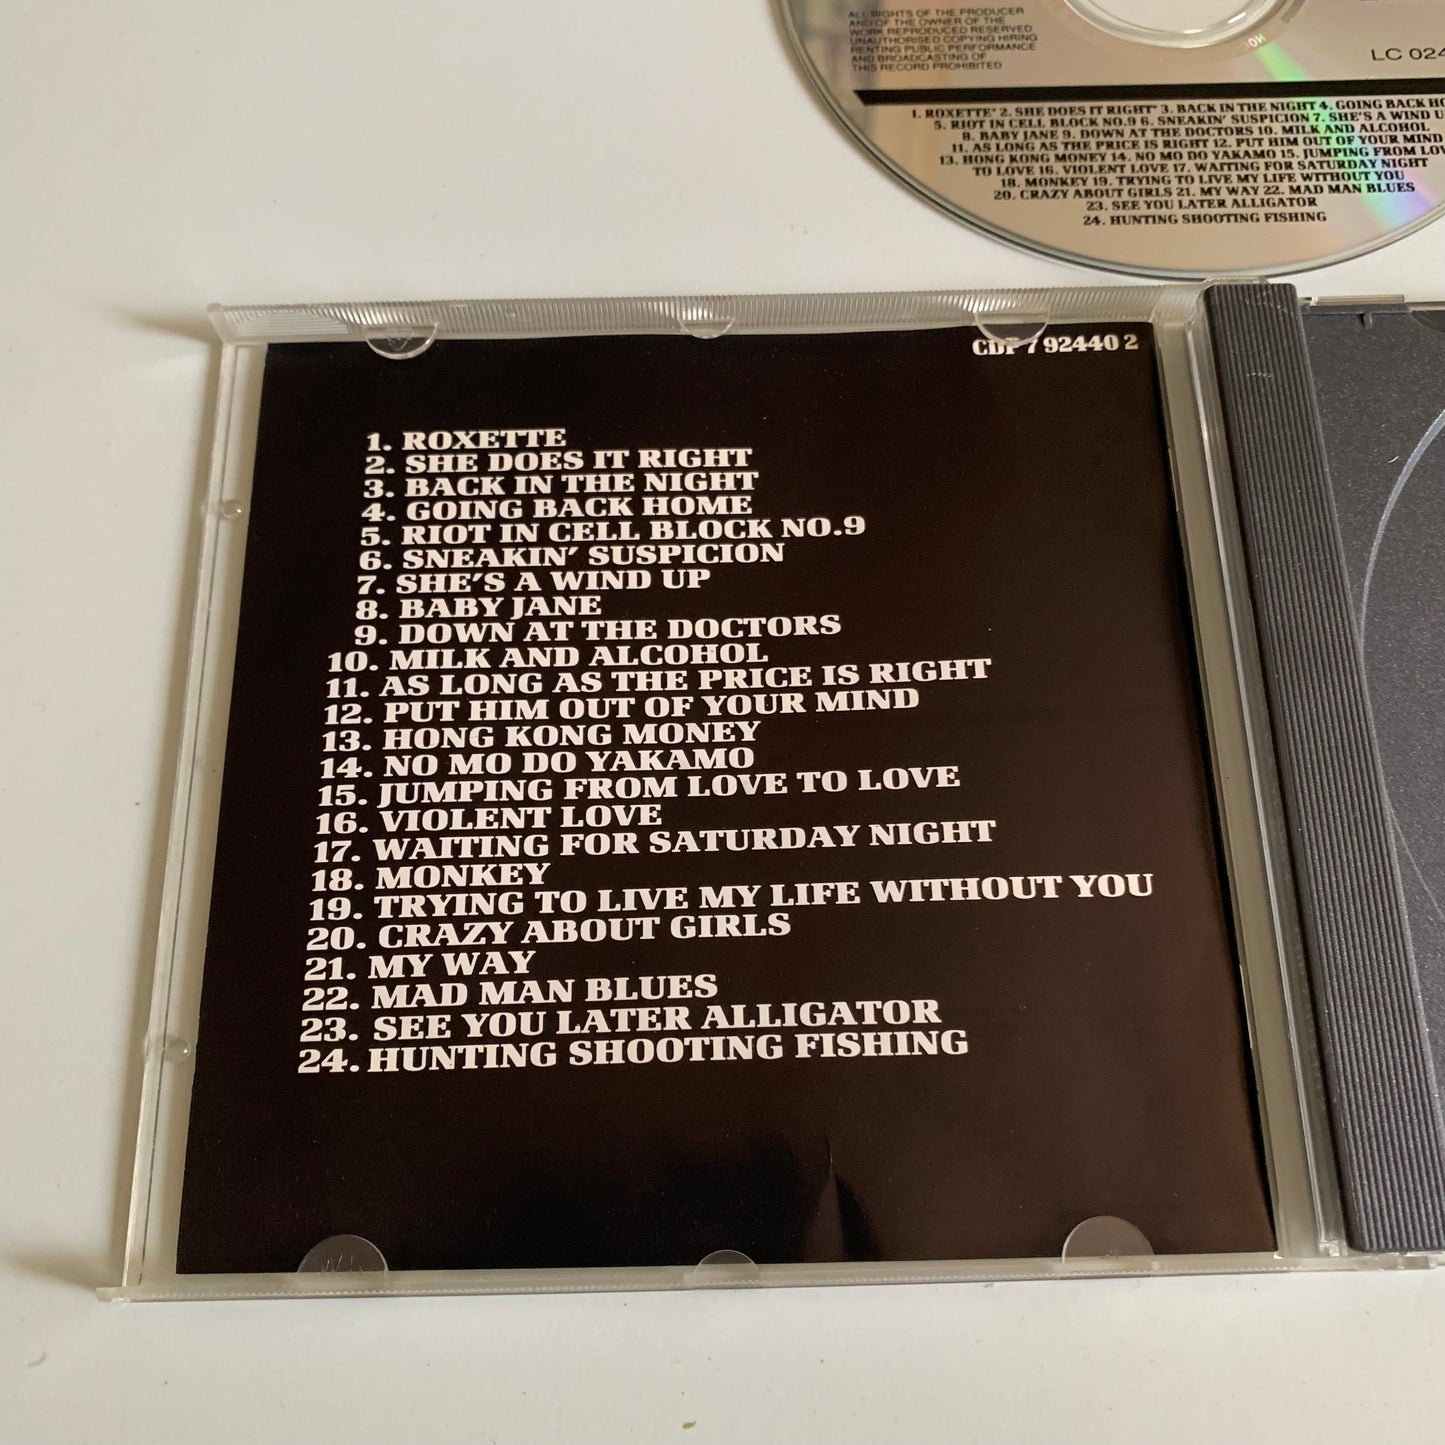 ALL RIGHTS OF THE PRODUCER
AND OF THE OWNER OF THE
WORK REPRODUCED RESERVED
UNAUTHORISED COPYING HIRING
RENTING PUBLIC PERFORMANCE
AND BROADCASTING OF
THIS RECORD PROHIBITED
LC 024
1. ROXETTE* 2. SHE DOES IT RIGHT* 3. BACK IN THE NIGHT 4. GOING BACK HO
5. RIOT IN CELL BLOCK NO.9 6. SNEAKIN' SUSPICION 7. SHE'S A WIND U
8. BABY JANE 9. DOWN AT THE DOCTORS 10. MILK AND ALCOHOL
11. AS LONG AS THE PRICE IS RIGHT 12. PUT HIM OUT OF YOUR MIND
13. HONG KONG MONEY 14. NO MO DO YAKAMO 15. JUMPING FROM LOV
TO LOVE 16. VIOLENT LOVE 17. WAITING FOR SATURDAY NIGHT
18. MONKEY 19. TRYING TO LIVE MY LIFE WITHOUT YOU
20. CRAZY ABOUT GIRLS 21. MY WAY 22. MAD MAN BLUES
23. SEE YOU LATER ALLIGATOR
24. HUNTING SHOOTING FISHING
CDP 7 92440 2
1. ROXETTE
2. SHE DOES IT RIGHT
3. BACK IN THE NIGHT
4. GOING BACK HOME
5. RIOT IN CELL BLOCK NO.9
6. SNEAKIN' SUSPICION
7. SHE'S A WIND UP
8. BABY JANE
9. DOWN AT THE DOCTORS
10. MILK AND ALCOHOL
11. AS LONG AS THE PRICE IS RIGHT
12. PUT HIM OUT OF YOUR MIND
13. HONG KONG MONEY
14. NO MO DO YAKAMO
15. JUMPING FROM LOVE TO LOVE
16. VIOLENT LOVE
17. WAITING FOR SATURDAY NIGHT
18. MONKEY
19. TRYING TO LIVE MY LIFE WITHOUT YOU
20. CRAZY ABOUT GIRLS
21. MY WAY
22. MAD MAN BLUES
23. SEE YOU LATER ALLIGATOR
24. HUNTING SHOOTING FISHING